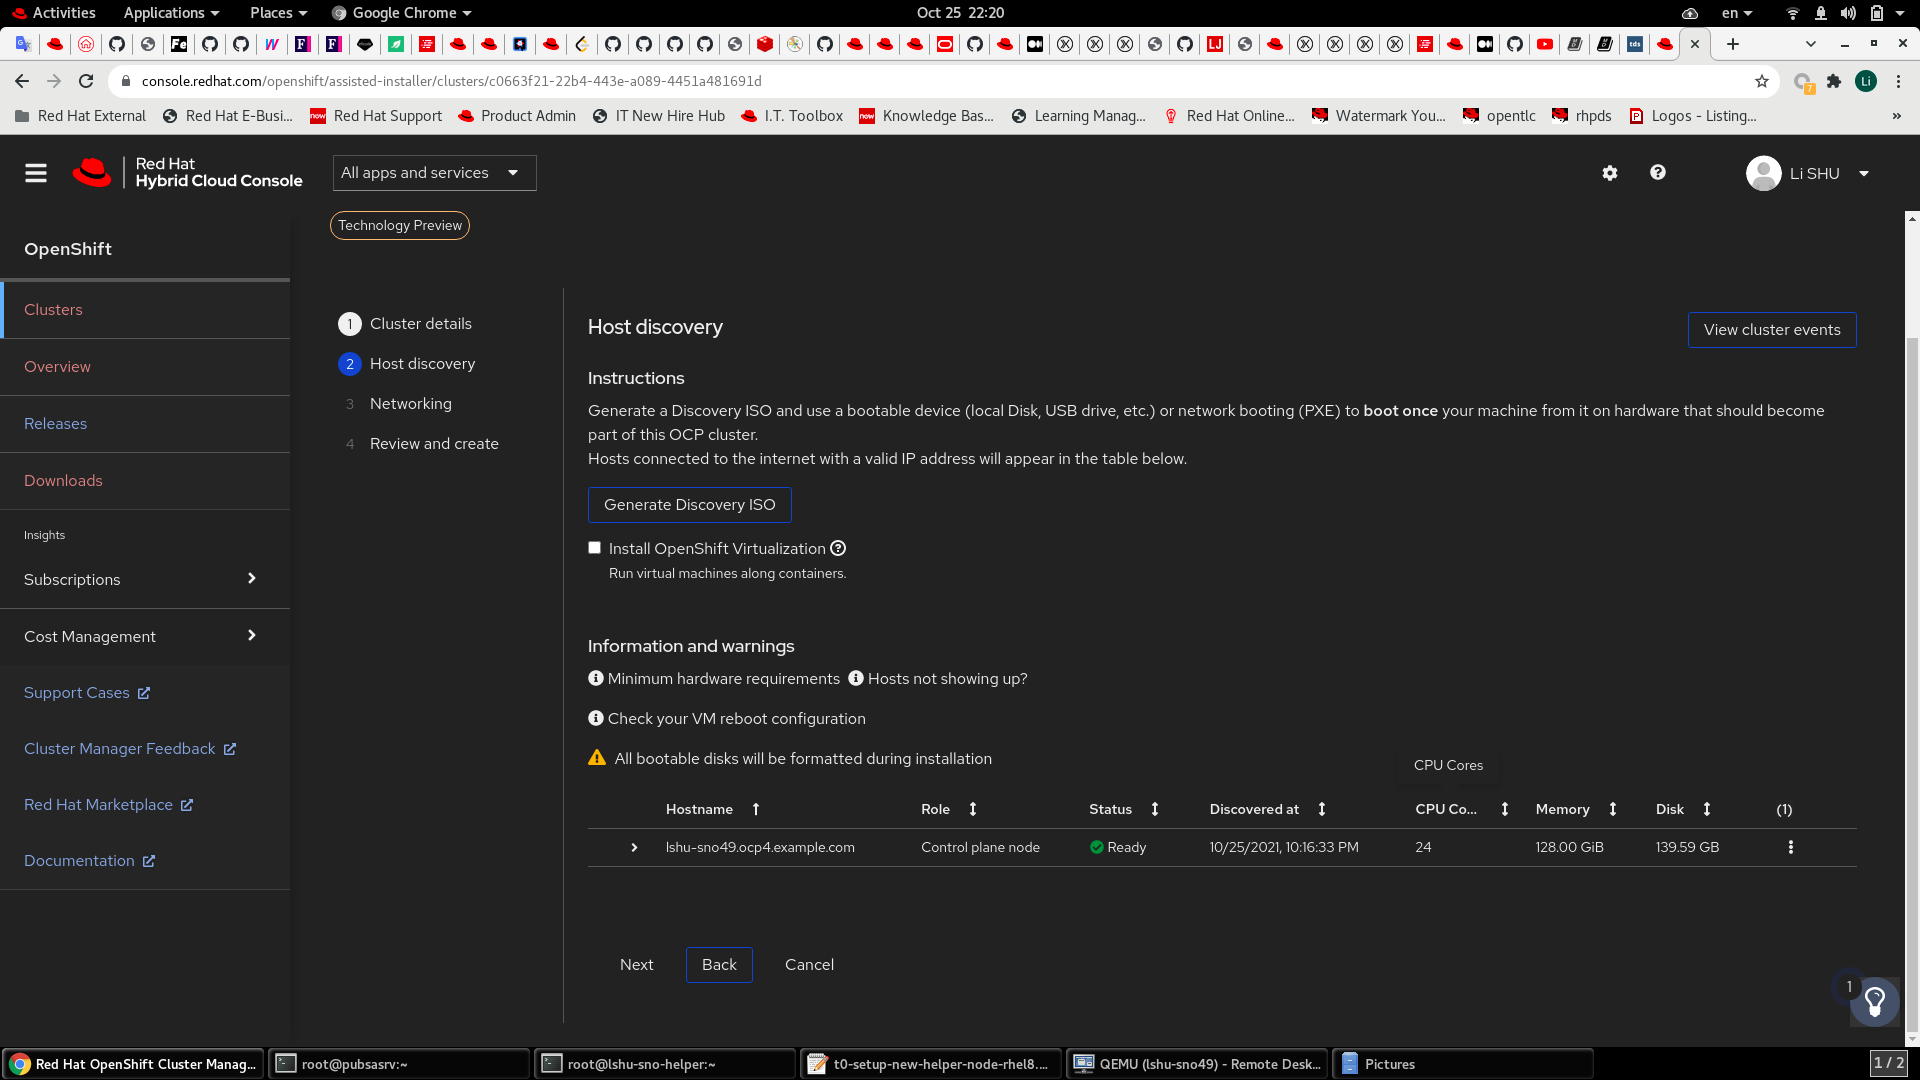 Activities
Applications
Places
Google Chrome
Oct 25 22:20
en
console.redhat.com/openshift/assisted-installer/clusters/c0663f21-22b4-443e-a089-4451a481691d
7
Li
Red Hat External
Red Hat E-Busi...
Red Hat Support
Product Admin
IT New Hire Hub
I.T. Toolbox
Knowledge Bas...
Learning Manag...
Red Hat Online...
Watermark You...
opentlc
rhpds
Logos - Listing...
»
Red Hat
Hybrid Cloud Console
All apps and services
Li SHU
Technology Preview
OpenShift
Clusters
Overview
Releases
Downloads
Insights
Subscriptions
Cost Management
Support Cases
Cluster Manager Feedback
Red Hat Marketplace
Documentation
1 Cluster details
2 Host discovery
3 Networking
4 Review and create
Host discovery
View cluster events
Instructions
Generate a Discovery ISO and use a bootable device (local Disk, USB drive, etc.) or network booting (PXE) to boot once your machine from it on hardware that should become
part of this OCP cluster.
Hosts connected to the internet with a valid IP address will appear in the table below.
Generate Discovery ISO
Install OpenShift Virtualization
Run virtual machines along containers.
Information and warnings
Minimum hardware requirements Hosts not showing up?
Check your VM reboot configuration
All bootable disks will be formatted during installation
CPU Cores
Hostname Role Status Discovered at CPU Co... Memory Disk (1)
lshu-sno49.ocp4.example.com Control plane node Ready 10/25/2021, 10:16:33 PM 24 128.00 GiB 139.59 GB
Next Back Cancel
1
Red Hat OpenShift Cluster Manag...
root@pubsasrv:~
root@lshu-sno-helper:~
t0-setup-new-helper-node-rhel8....
QEMU (lshu-sno49) - Remote Desk...
Pictures
1 / 2